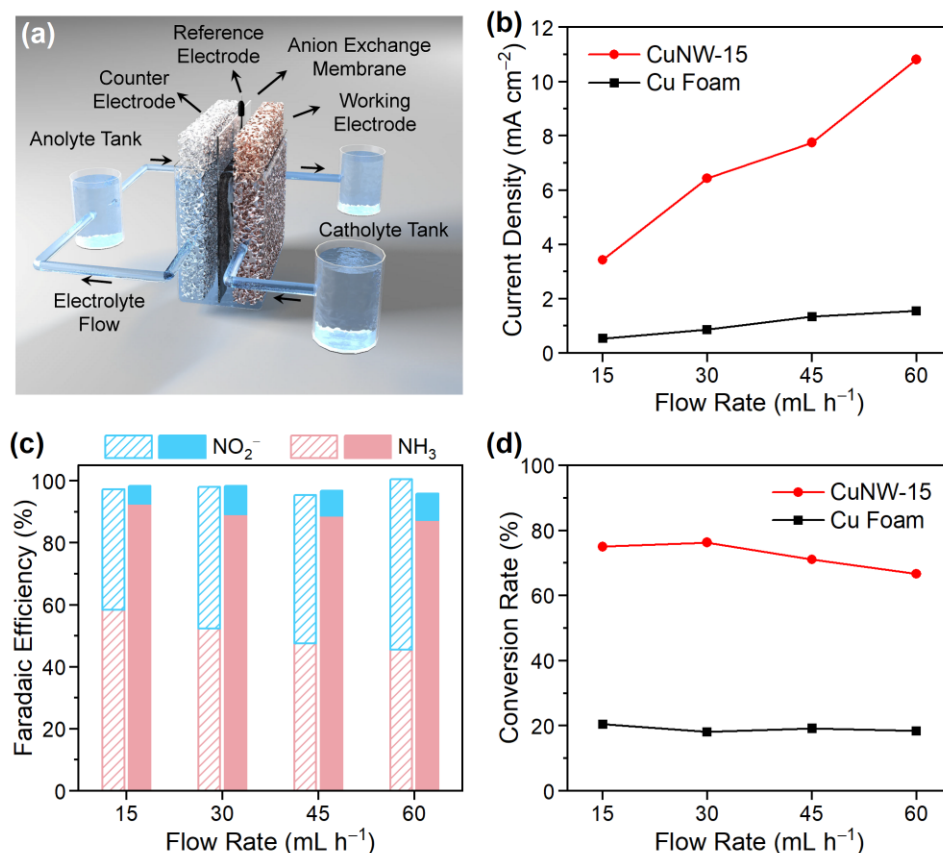 (a)
Reference
Electrode
Anion Exchange
Membrane
Counter
Electrode
Working
Electrode
Anolyte Tank
Catholyte Tank
Electrolyte
Flow
(b)
Current Density (mA cm⁻²)
12
10
8
6
4
2
0
CuNW-15
Cu Foam
15 30 45 60
Flow Rate (mL h⁻¹)
(c)
NO₂⁻ NH₃
Faradaic Efficiency (%)
100
80
60
40
20
0
15 30 45 60
Flow Rate (mL h⁻¹)
(d)
Conversion Rate (%)
100
80
60
40
20
0
CuNW-15
Cu Foam
15 30 45 60
Flow Rate (mL h⁻¹)